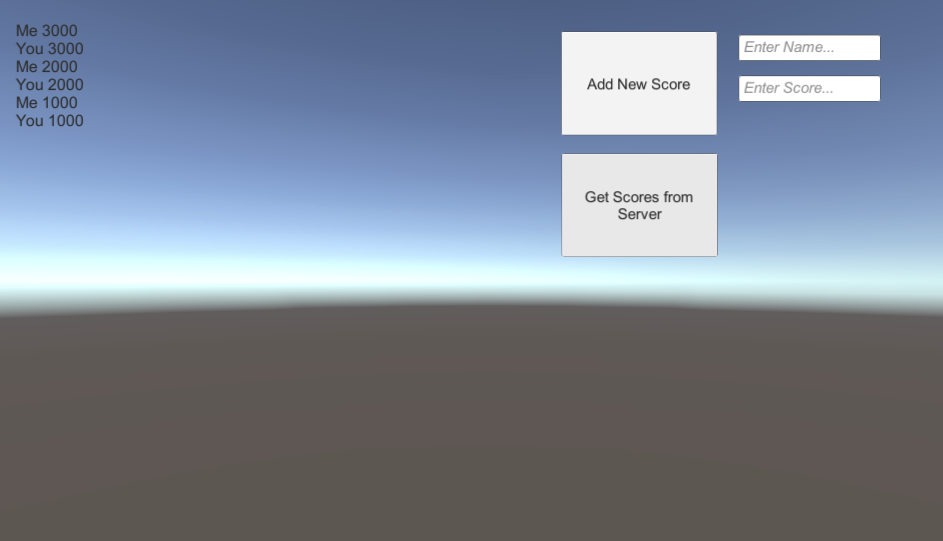 Me 3000
You 3000
Me 2000
You 2000
Me 1000
You 1000
Add New Score
Enter Name...
Enter Score...
Get Scores from
Server